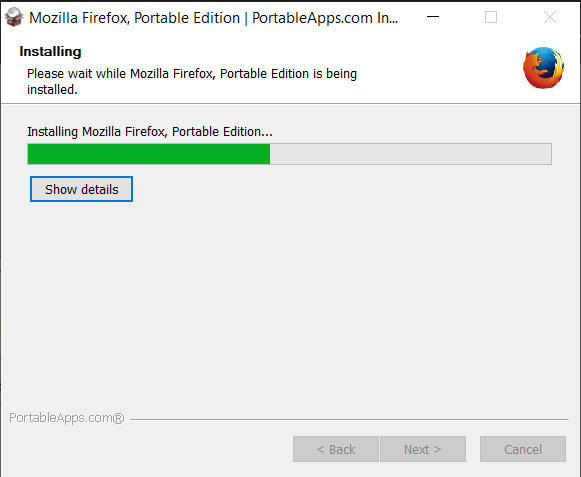 Mozilla Firefox, Portable Edition | PortableApps.com In...
Installing
Please wait while Mozilla Firefox, Portable Edition is being
installed.
Installing Mozilla Firefox, Portable Edition...
Show details
PortableApps.com®
< Back
Next >
Cancel